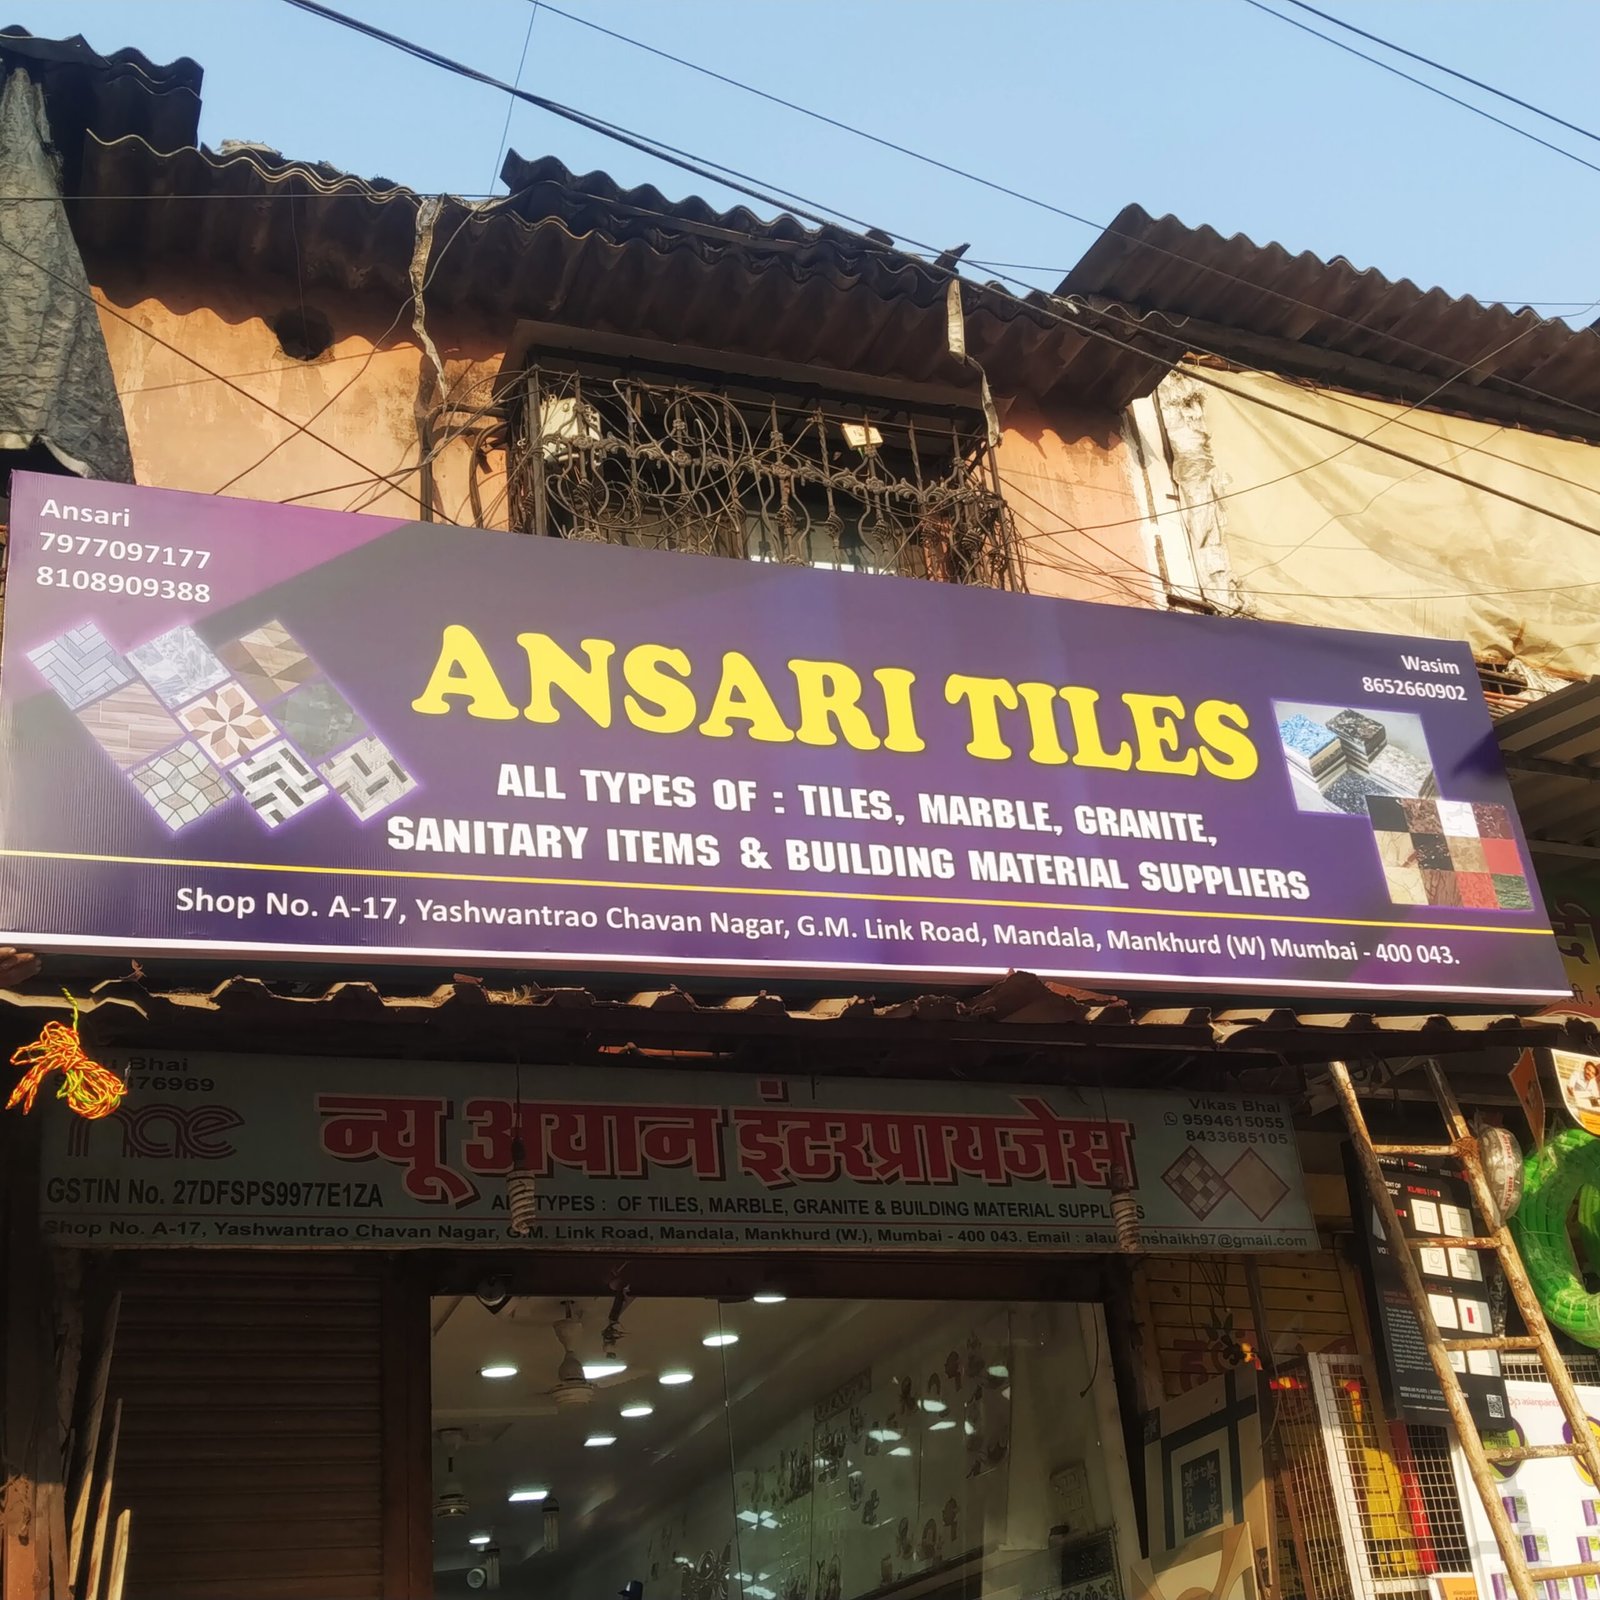 Ansari
7977097177
8108909388
Wasim
8652660902
ANSARI TILES
ALL TYPES OF : TILES, MARBLE, GRANITE,
SANITARY ITEMS & BUILDING MATERIAL SUPPLIERS
Shop No. A-17, Yashwantrao Chavan Nagar, G.M. Link Road, Mandala, Mankhurd (W) Mumbai - 400 043.
Bhai
76969
nae
न्यू अयान इंटरप्रायजेस
Vikas Bhai
9594615055
8433685105
GSTIN No. 27DFSPS9977E1ZA
TYPES : OF TILES, MARBLE, GRANITE & BUILDING MATERIAL
Shop No. A-17, Yashwantrao Chavan Nagar, G.M. Link Road, Mandala, Mankhurd (W.), Mumbai - 400 043. Email :